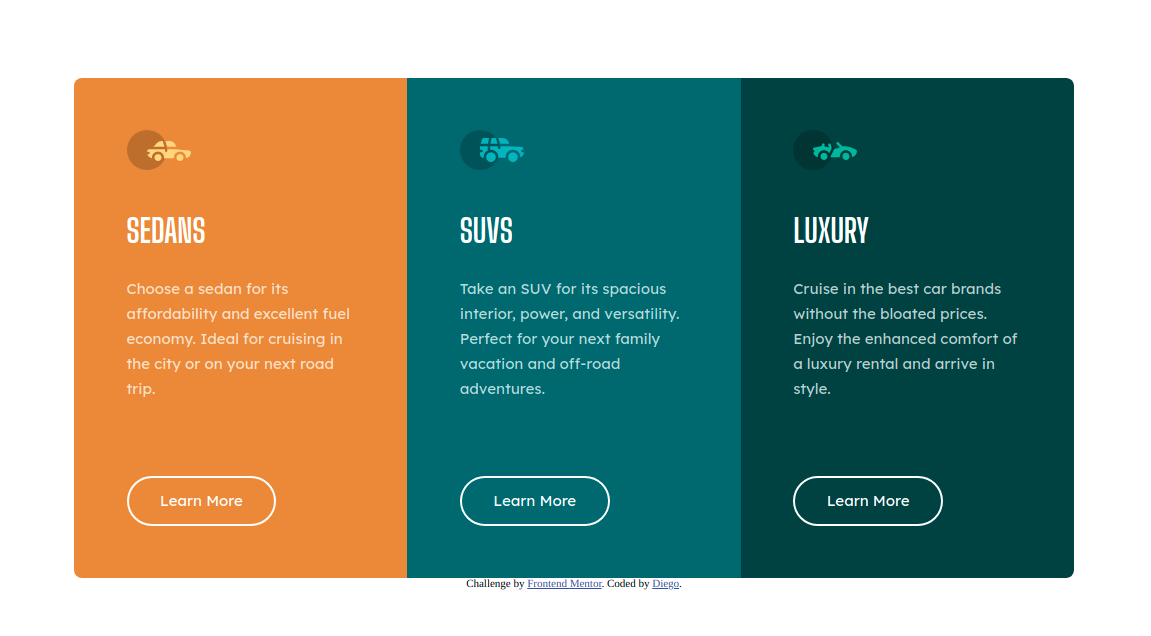 SEDANS
Choose a sedan for its
affordability and excellent fuel
economy. Ideal for cruising in
the city or on your next road
trip.
Learn More
SUVS
Take an SUV for its spacious
interior, power, and versatility.
Perfect for your next family
vacation and off-road
adventures.
Learn More
LUXURY
Cruise in the best car brands
without the bloated prices.
Enjoy the enhanced comfort of
a luxury rental and arrive in
style.
Learn More
Challenge by Frontend Mentor. Coded by Diego.